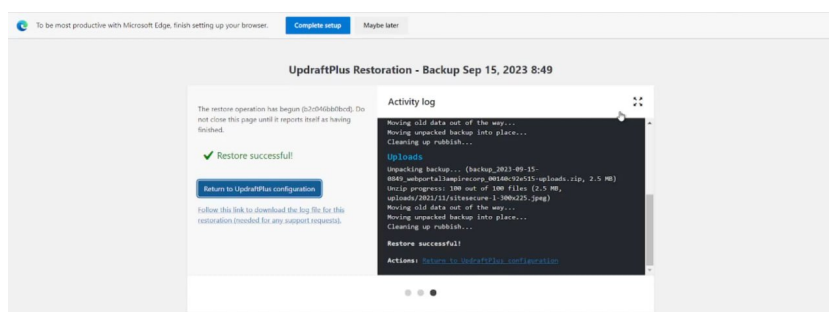 To be most productive with Microsoft Edge, finish setting up your browser.
Complete setup
Maybe later
UpdraftPlus Restoration - Backup Sep 15, 2023 8:49
The restore operation has begun (b2c046bb0bcd). Do
not close this page until it reports itself as having
finished.
Restore successful!
Return to UpdraftPlus configuration
Follow this link to download the log file for this
restoration (needed for any support requests).
Activity log
Moving old data out of the way...
Moving unpacked backup into place...
Cleaning up rubbish...
Uploads
Unpacking backup... (backup_2023-09-15-
0849_webportal3ampirecorp_00140c92e515-uploads.zip, 2.5 MB)
Unzip progress: 100 out of 100 files (2.5 MB,
uploads/2021/11/sitesecure-1-300x225.jpeg)
Moving old data out of the way...
Moving unpacked backup into place...
Cleaning up rubbish...
Restore successful!
Actions: Return to UpdraftPlus configuration